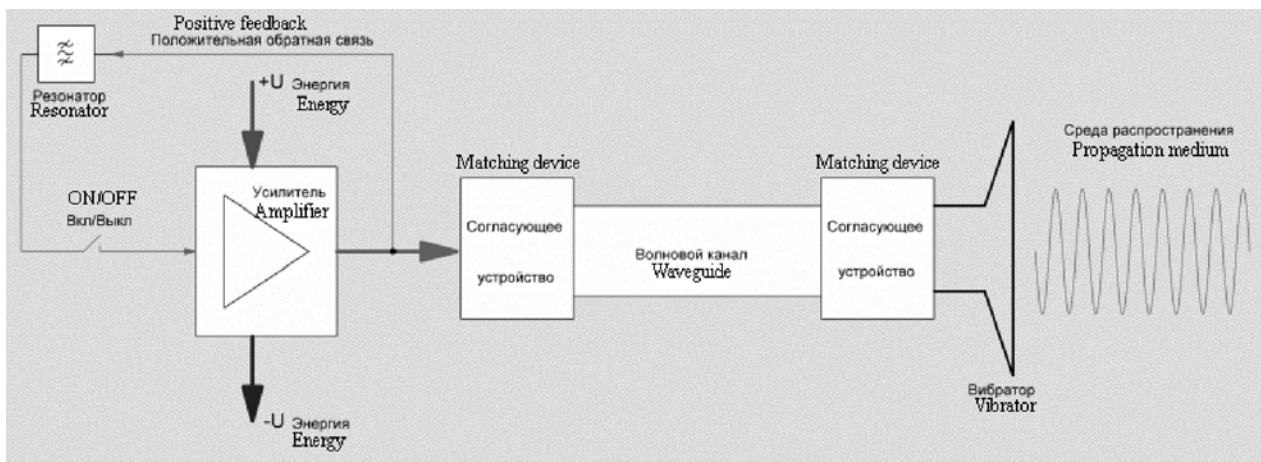 Positive feedback
Положительная обратная связь
Резонатор
Resonator
+U Энергия
Energy
ON/OFF
Вкл/Выкл
Усилитель
Amplifier
-U Энергия
Energy
Matching device
Согласующее
устройство
Волновой канал
Waveguide
Matching device
Согласующее
устройство
Вибратор
Vibrator
Среда распространения
Propagation medium